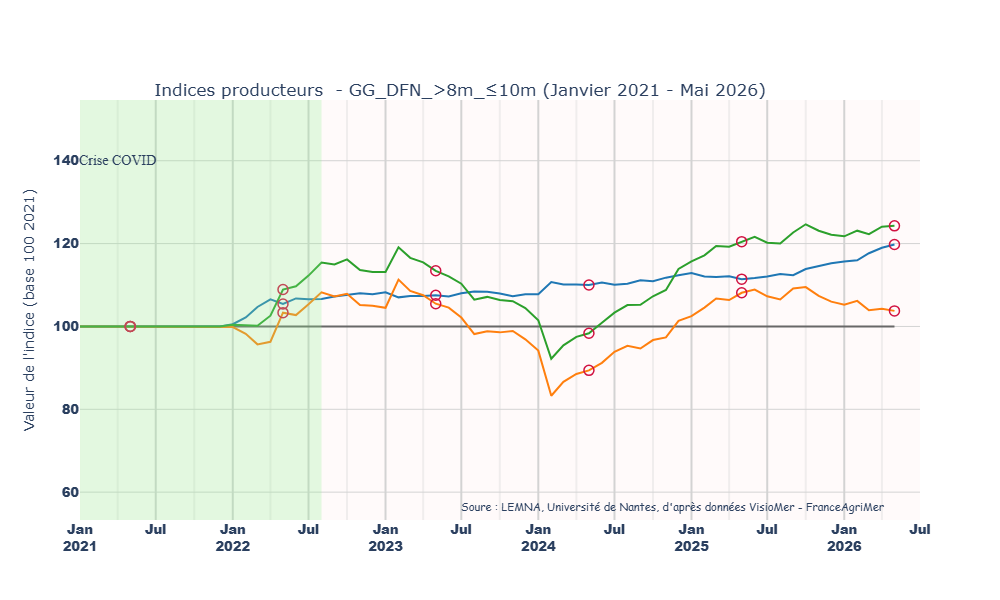 Indices producteurs  - GG_DFN_>8m_≤10m (Janvier 2021 - Mai 2026)
Valeur de l'Indice (base 100 2021)
140
Crise COVID
120
100
80
60
Soure : LEMNA, Université de Nantes, d'après données VisioMer - FranceAgriMer
Jan Jul Jan Jul Jan Jul Jan Jul Jan Jul Jan Jul
2021 2022 2023 2024 2025 2026